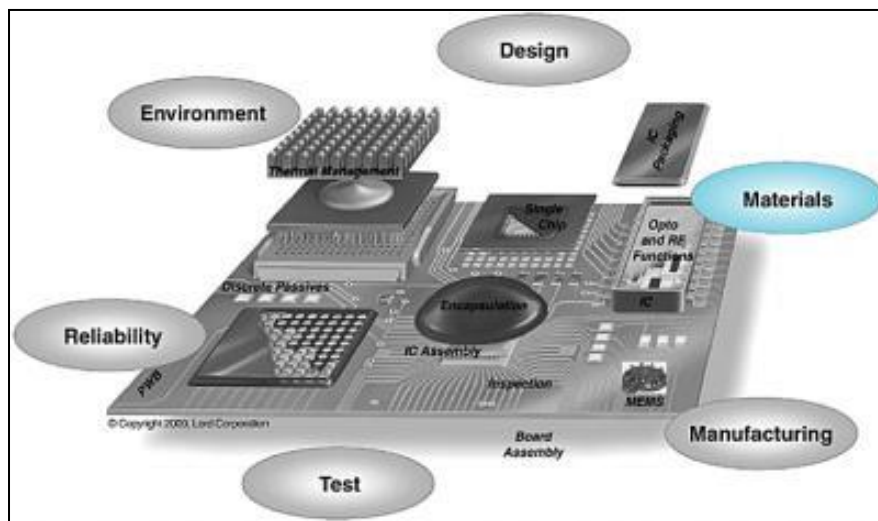 Design
Environment
IC
Packaging
Thermal Management
Materials
Single
Chip
Opto
and RE
Functions
Discrete Passives
Encapsulation
IC
Reliability
IC Assembly
PWB
Inspection
MEMS
© Copyright 2000, Lord Corporation
Board
Assembly
Manufacturing
Test